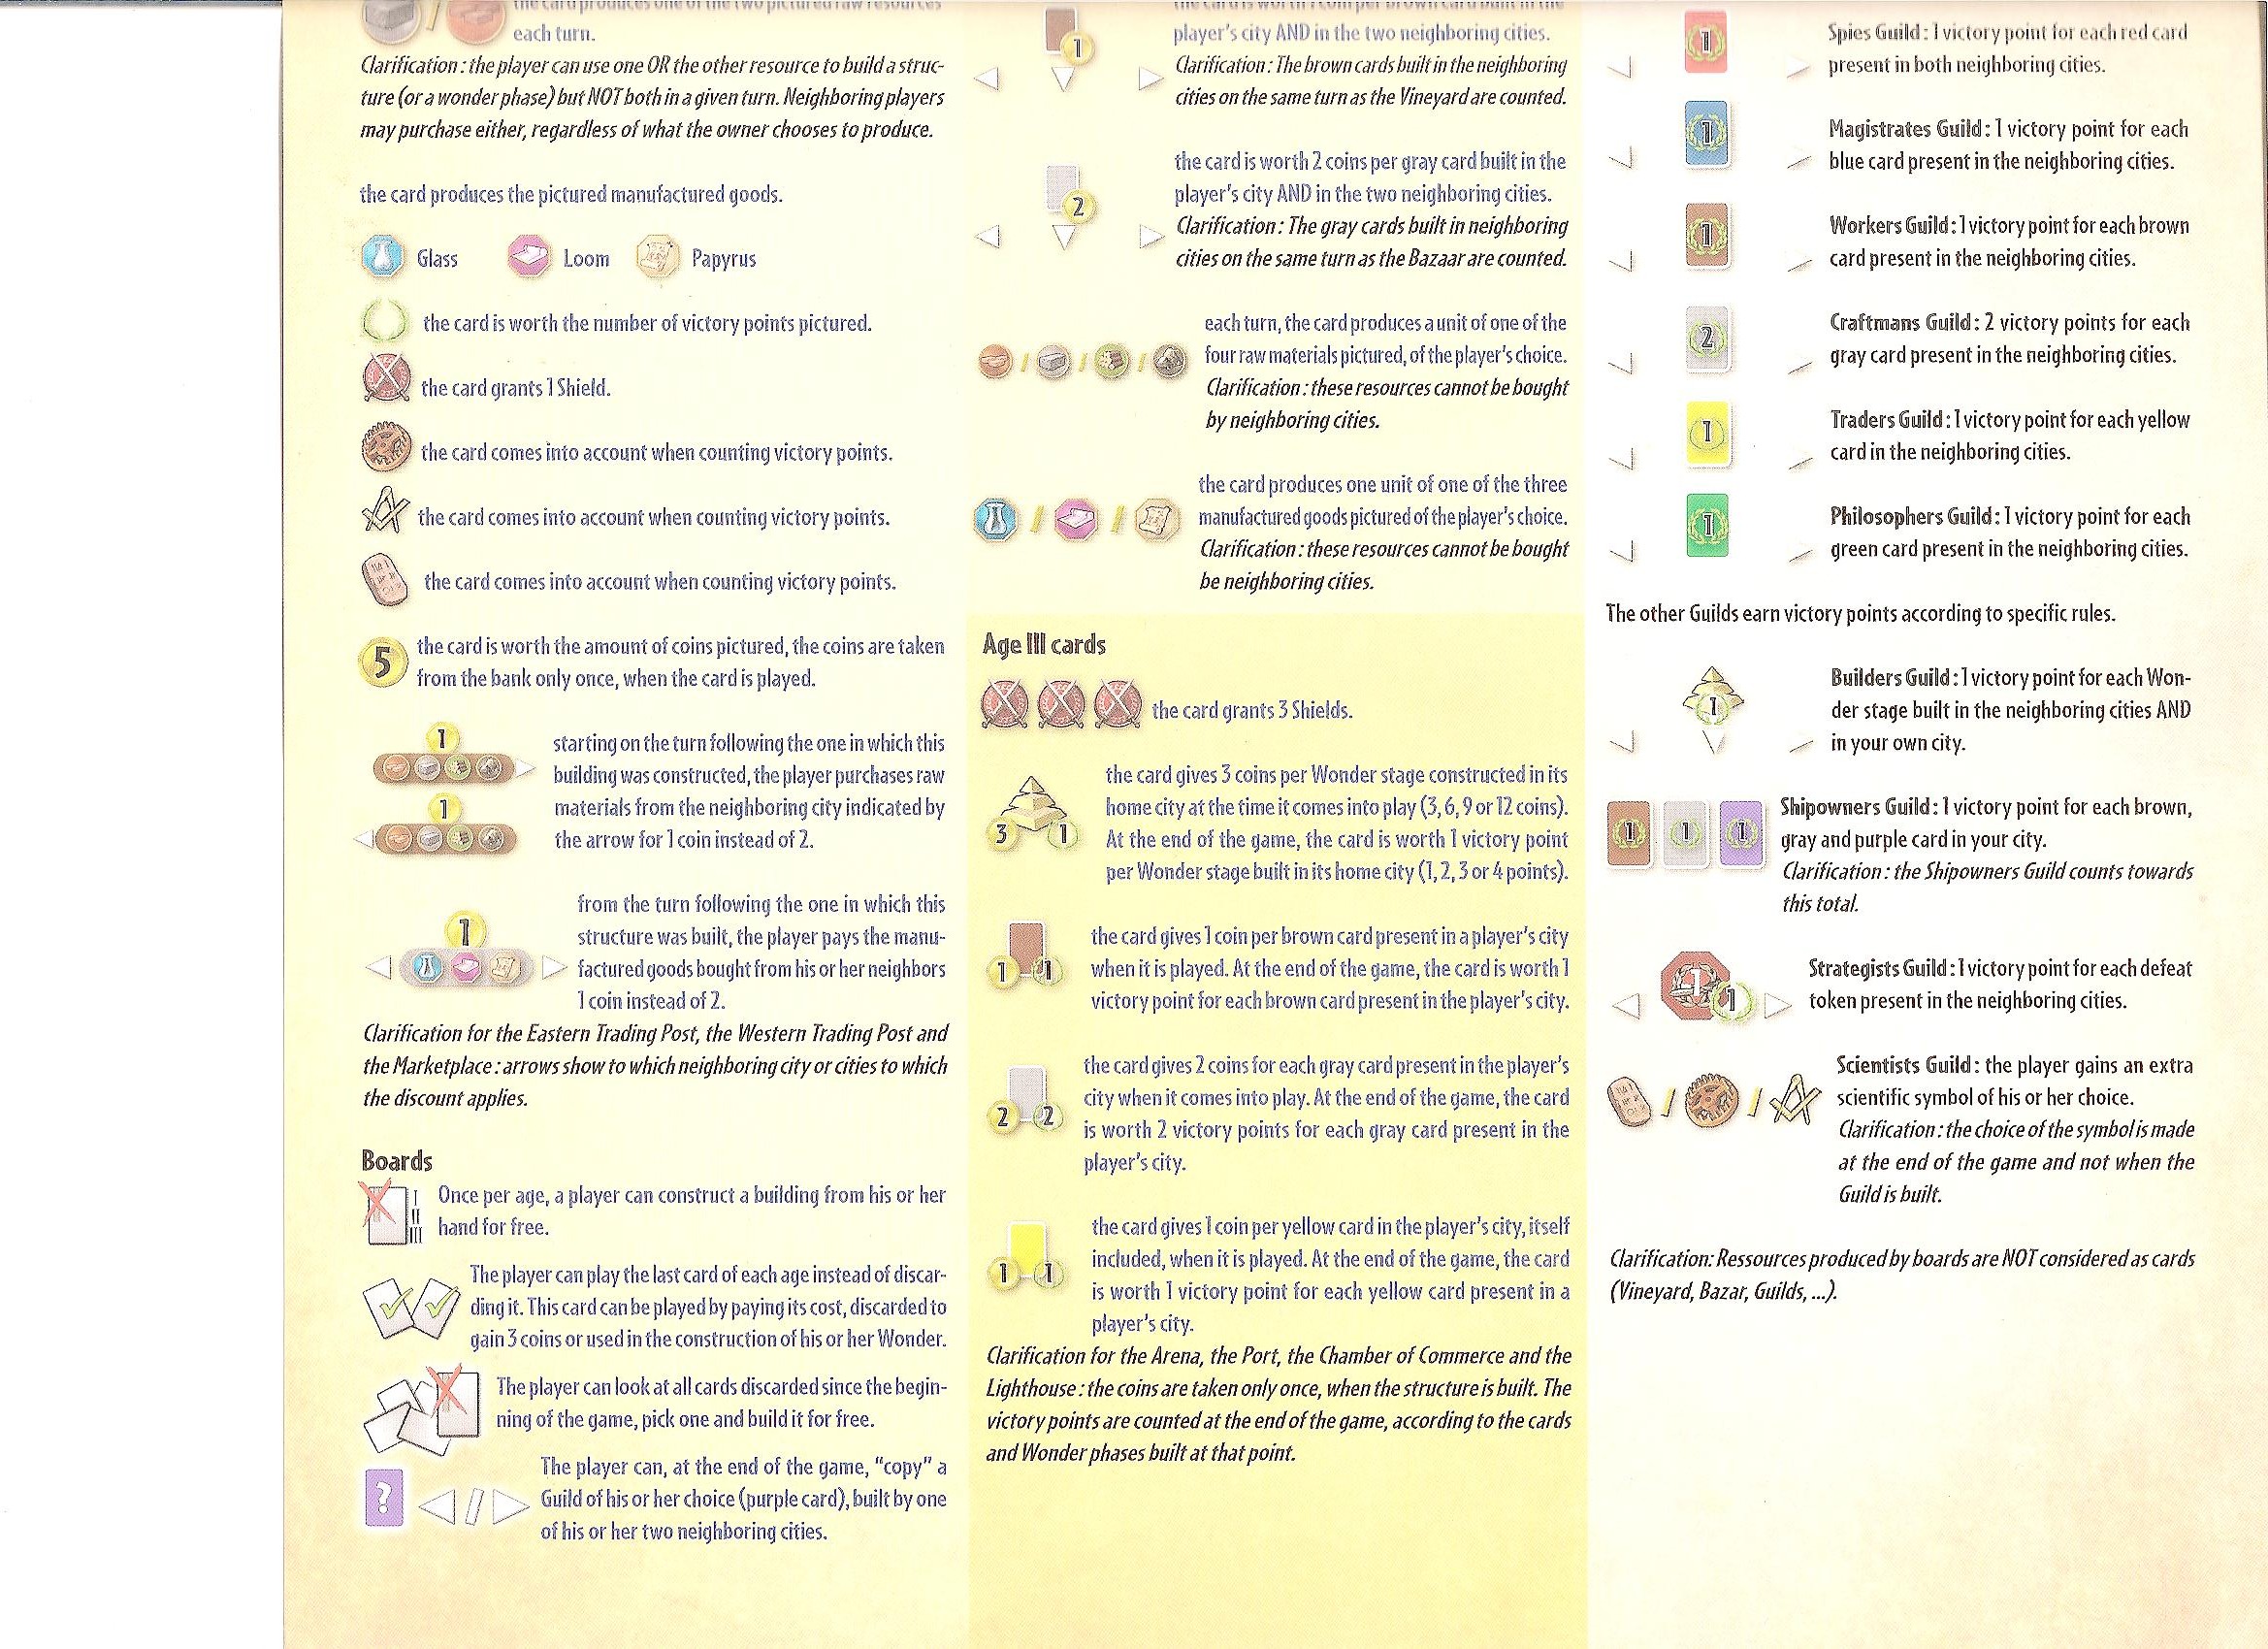 the card produces one of the two pictured raw resources
each turn.
Clarification : the player can use one OR the other resource to build a struc-
ture (or a wonder phase) but NOT both in a given turn. Neighboring players
may purchase either, regardless of what the owner chooses to produce.
the card produces the pictured manufactured goods.
Glass Loom Papyrus
the card is worth the number of victory points pictured.
the card grants 1 Shield.
the card comes into account when counting victory points.
the card comes into account when counting victory points.
the card comes into account when counting victory points.
5
the card is worth the amount of coins pictured, the coins are taken
from the bank only once, when the card is played.
1
1
starting on the turn following the one in which this
building was constructed, the player purchases raw
materials from the neighboring city indicated by
the arrow for 1 coin instead of 2.
1
from the turn following the one in which this
structure was built, the player pays the manu-
factured goods bought from his or her neighbors
1 coin instead of 2.
Clarification for the Eastern Trading Post, the Western Trading Post and
the Marketplace : arrows show to which neighboring city or cities to which
the discount applies.
Boards
I
II
III
Once per age, a player can construct a building from his or her
hand for free.
The player can play the last card of each age instead of discar-
ding it. This card can be played by paying its cost, discarded to
gain 3 coins or used in the construction of his or her Wonder.
The player can look at all cards discarded since the begin-
ning of the game, pick one and build it for free.
?
/
The player can, at the end of the game, "copy" a
Guild of his or her choice (purple card), built by one
of his or her two neighboring cities.
1
the card is worth 1 coin per brown card built in the
player's city AND in the two neighboring cities.
Clarification : The brown cards built in the neighboring
cities on the same turn as the Vineyard are counted.
2
the card is worth 2 coins per gray card built in the
player's city AND in the two neighboring cities.
Clarification : The gray cards built in neighboring
cities on the same turn as the Bazaar are counted.
/ / /
each turn, the card produces a unit of one of the
four raw materials pictured, of the player's choice.
Clarification : these resources cannot be bought
by neighboring cities.
/ /
the card produces one unit of one of the three
manufactured goods pictured of the player's choice.
Clarification : these resources cannot be bought
be neighboring cities.
Age III cards
the card grants 3 Shields.
3 1
the card gives 3 coins per Wonder stage constructed in its
home city at the time it comes into play (3, 6, 9 or 12 coins).
At the end of the game, the card is worth 1 victory point
per Wonder stage built in its home city (1, 2, 3 or 4 points).
1 1
the card gives 1 coin per brown card present in a player's city
when it is played. At the end of the game, the card is worth 1
victory point for each brown card present in the player's city.
2 2
the card gives 2 coins for each gray card present in the player's
city when it comes into play. At the end of the game, the card
is worth 2 victory points for each gray card present in the
player's city.
1 1
the card gives 1 coin per yellow card in the player's city, itself
included, when it is played. At the end of the game, the card
is worth 1 victory point for each yellow card present in a
player's city.
Clarification for the Arena, the Port, the Chamber of Commerce and the
Lighthouse : the coins are taken only once, when the structure is built. The
victory points are counted at the end of the game, according to the cards
and Wonder phases built at that point.
1
Spies Guild : 1 victory point for each red card
present in both neighboring cities.
1
Magistrates Guild : 1 victory point for each
blue card present in the neighboring cities.
1
Workers Guild : 1 victory point for each brown
card present in the neighboring cities.
2
Craftmans Guild : 2 victory points for each
gray card present in the neighboring cities.
1
Traders Guild : 1 victory point for each yellow
card in the neighboring cities.
1
Philosophers Guild : 1 victory point for each
green card present in the neighboring cities.
The other Guilds earn victory points according to specific rules.
1
Builders Guild : 1 victory point for each Won-
der stage built in the neighboring cities AND
in your own city.
1 1 1
Shipowners Guild : 1 victory point for each brown,
gray and purple card in your city.
Clarification : the Shipowners Guild counts towards
this total.
-1 1
Strategists Guild : 1 victory point for each defeat
token present in the neighboring cities.
/ /
Scientists Guild : the player gains an extra
scientific symbol of his or her choice.
Clarification : the choice of the symbol is made
at the end of the game and not when the
Guild is built.
Clarification: Ressources produced by boards are NOT considered as cards
(Vineyard, Bazar, Guilds, ...).